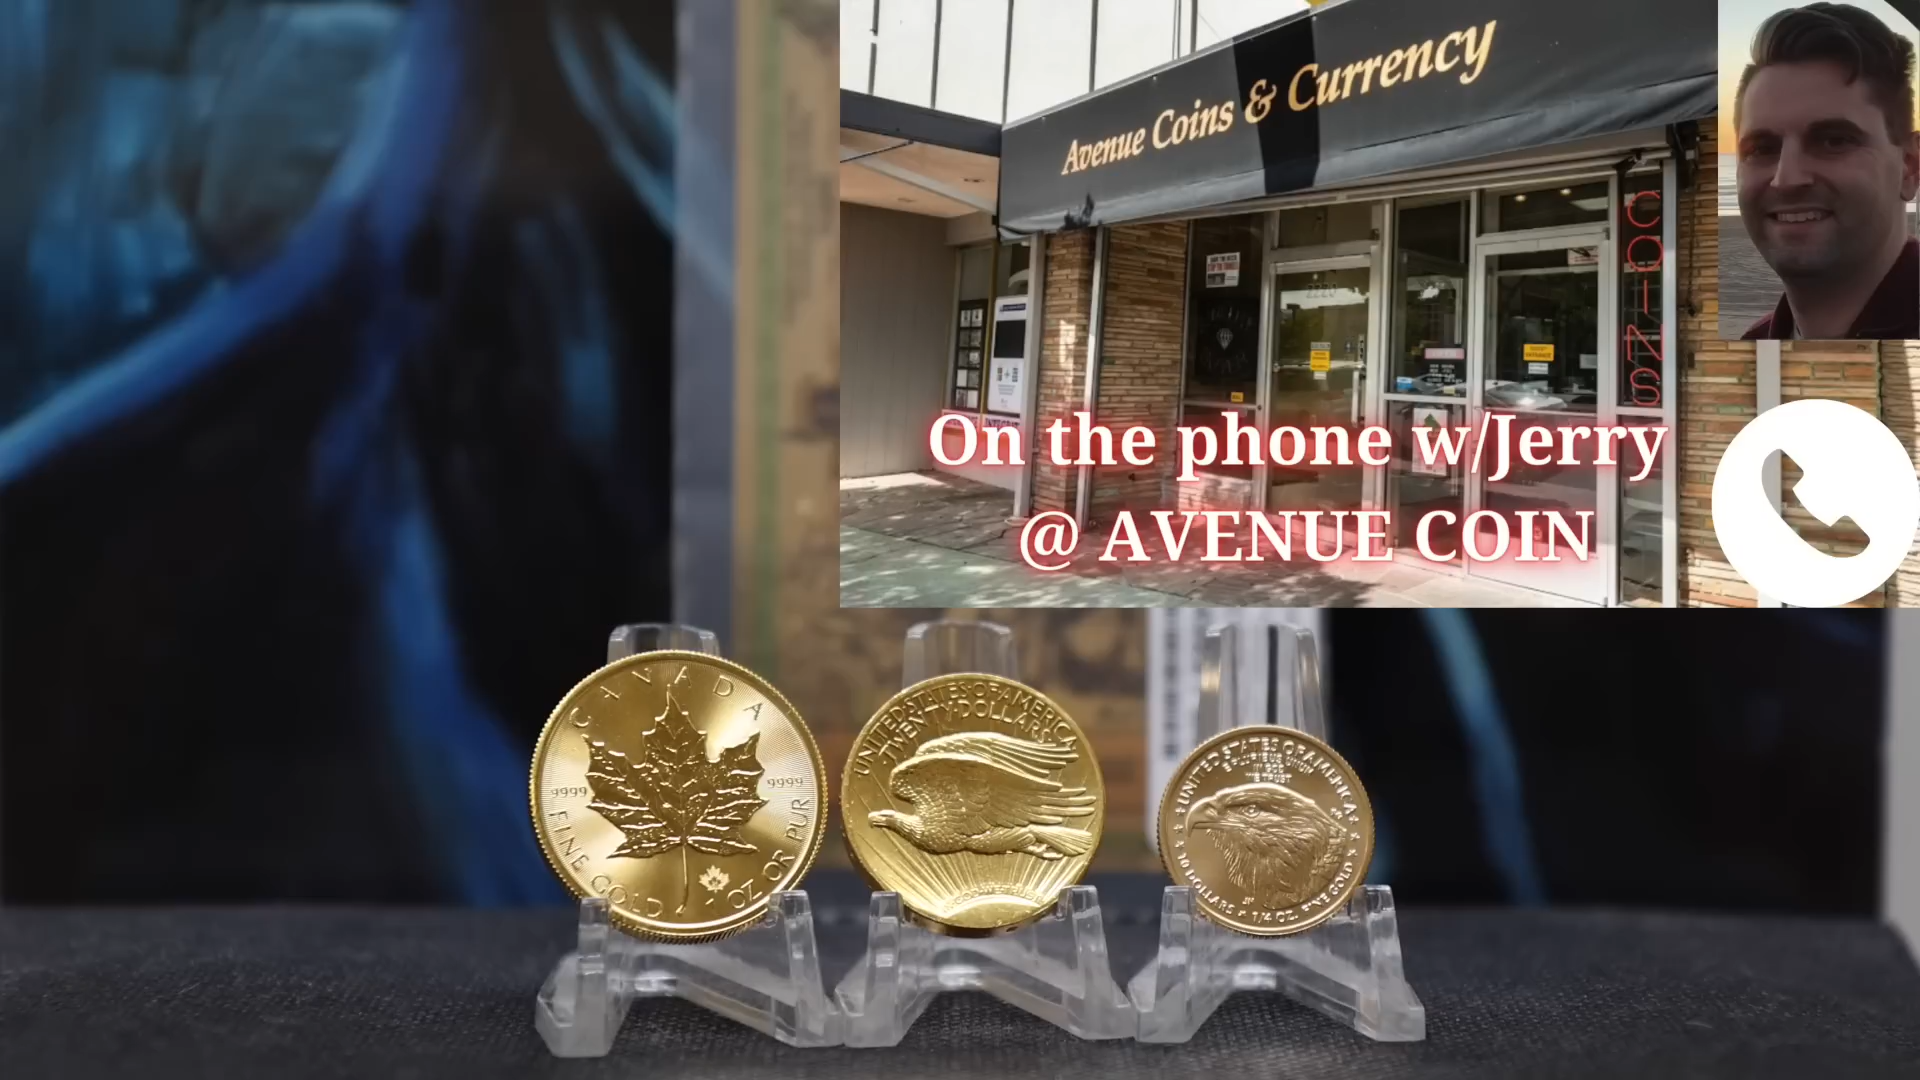 Avenue Coins & Currency
COINS
On the phone w/Jerry
@ AVENUE COIN
CANADA
9999 9999
FINE GOLD 1 OZ OR PUR
UNITED·STATES·OF·AMERICA
TWENTY·DOLLARS
UNITED STATES OF AMERICA
E PLURIBUS UNUM
IN GOD
WE TRUST
10 DOLLARS 1/4 OZ. FINE GOLD